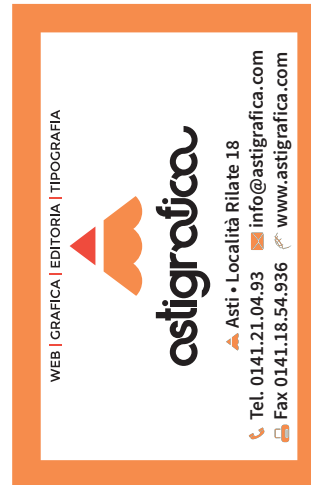 WEB | GRAFICA | EDITORIA | TIPOGRAFIA
astigrafica
Asti • Località Rilate 18
Tel. 0141.21.04.93 info@astigrafica.com
Fax 0141.18.54.936 www.astigrafica.com